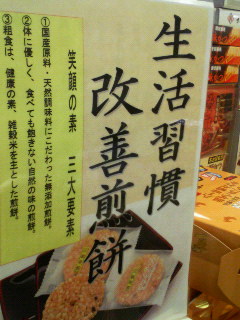 生活習慣
改善煎餅
笑顔の素 三大要素
①国産原料・天然調味料にこだわった無添加煎餅。
②体に優しく、食べても飽きない自然の味の煎餅。
③粗食は、健康の素、雑穀米を主とした煎餅。